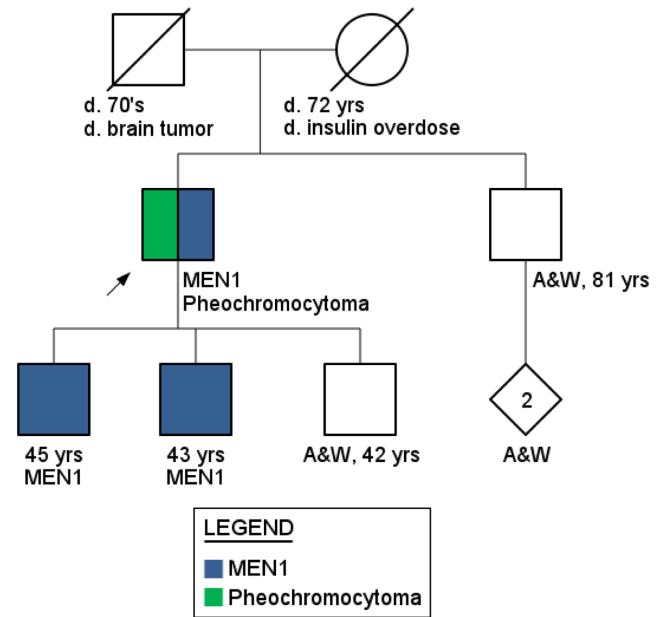 d. 70's
d. brain tumor
d. 72 yrs
d. insulin overdose
MEN1
Pheochromocytoma
A&W, 81 yrs
45 yrs
MEN1
43 yrs
MEN1
A&W, 42 yrs
2
A&W
LEGEND
MEN1
Pheochromocytoma